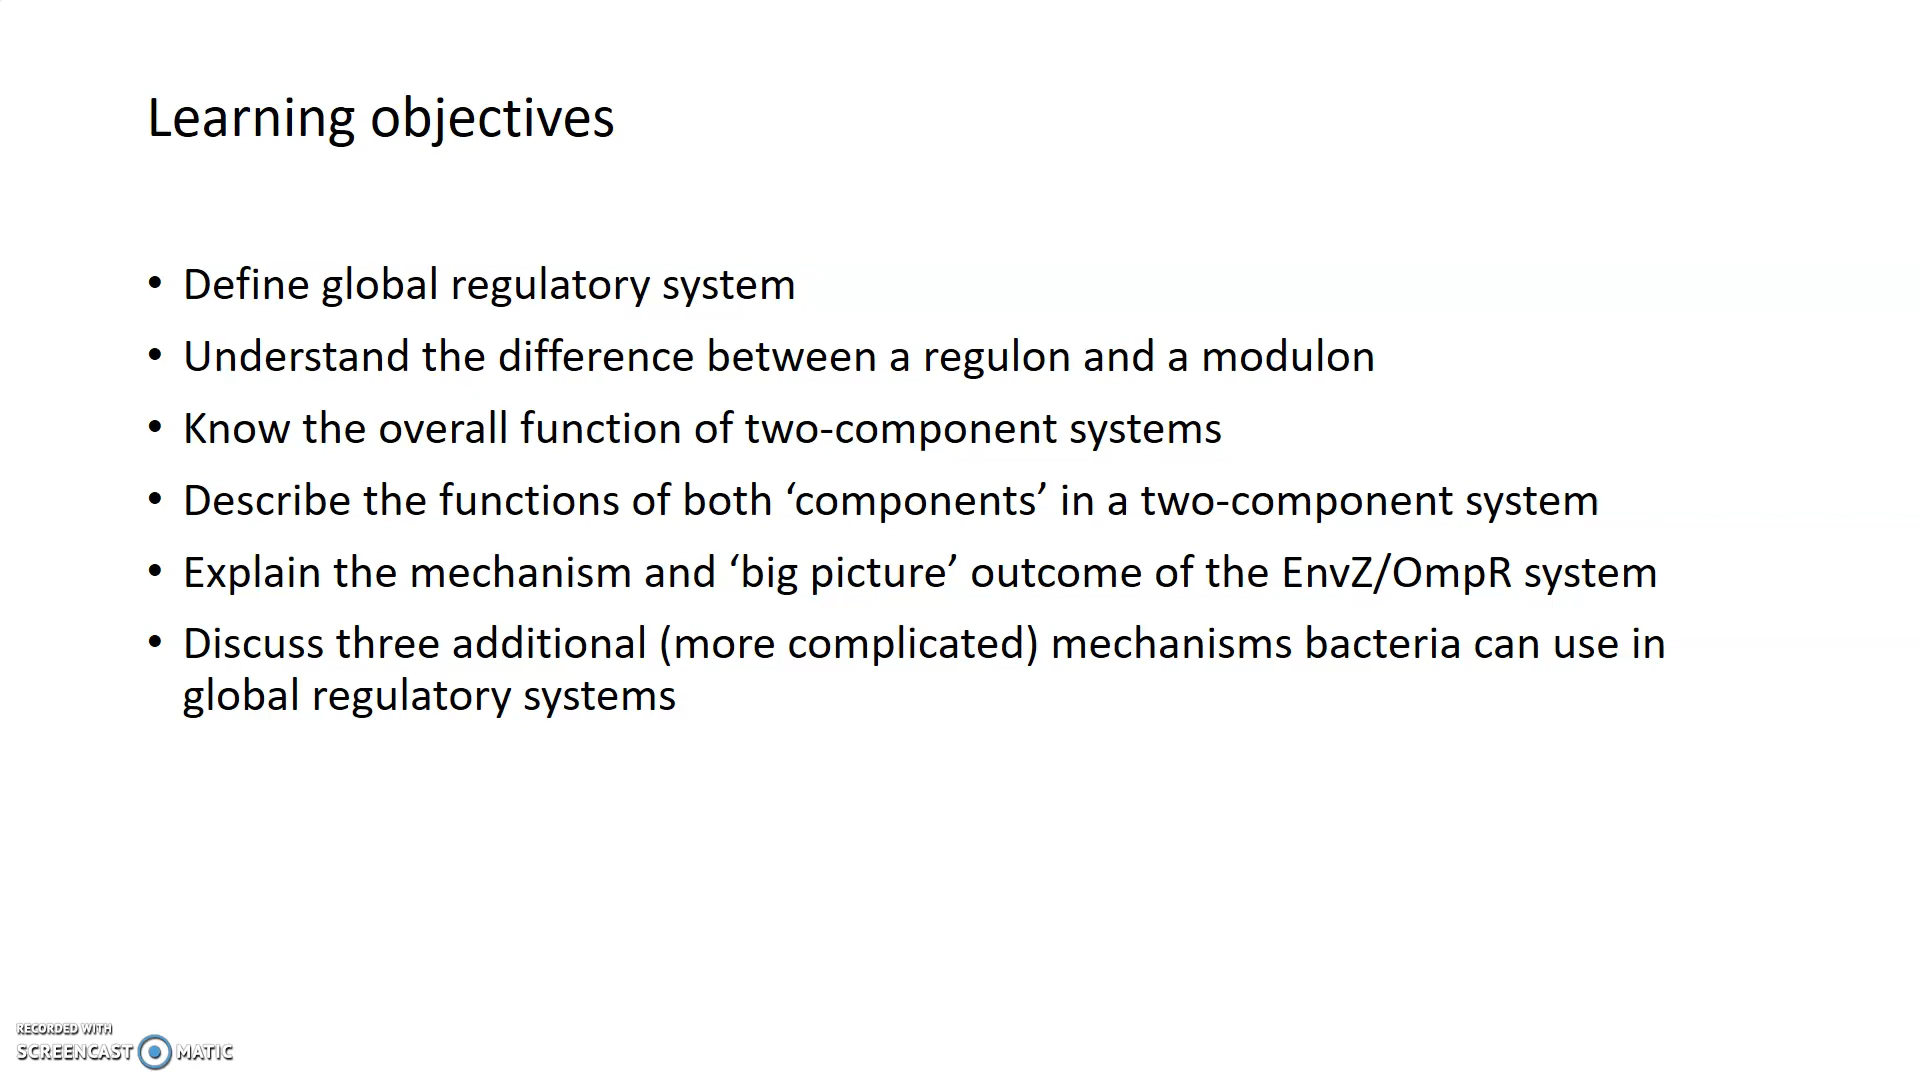 Learning objectives
• Define global regulatory system
• Understand the difference between a regulon and a modulon
• Know the overall function of two-component systems
• Describe the functions of both ‘components’ in a two-component system
• Explain the mechanism and ‘big picture’ outcome of the EnvZ/OmpR system
• Discuss three additional (more complicated) mechanisms bacteria can use in
global regulatory systems
RECORDED WITH
SCREENCAST MATIC